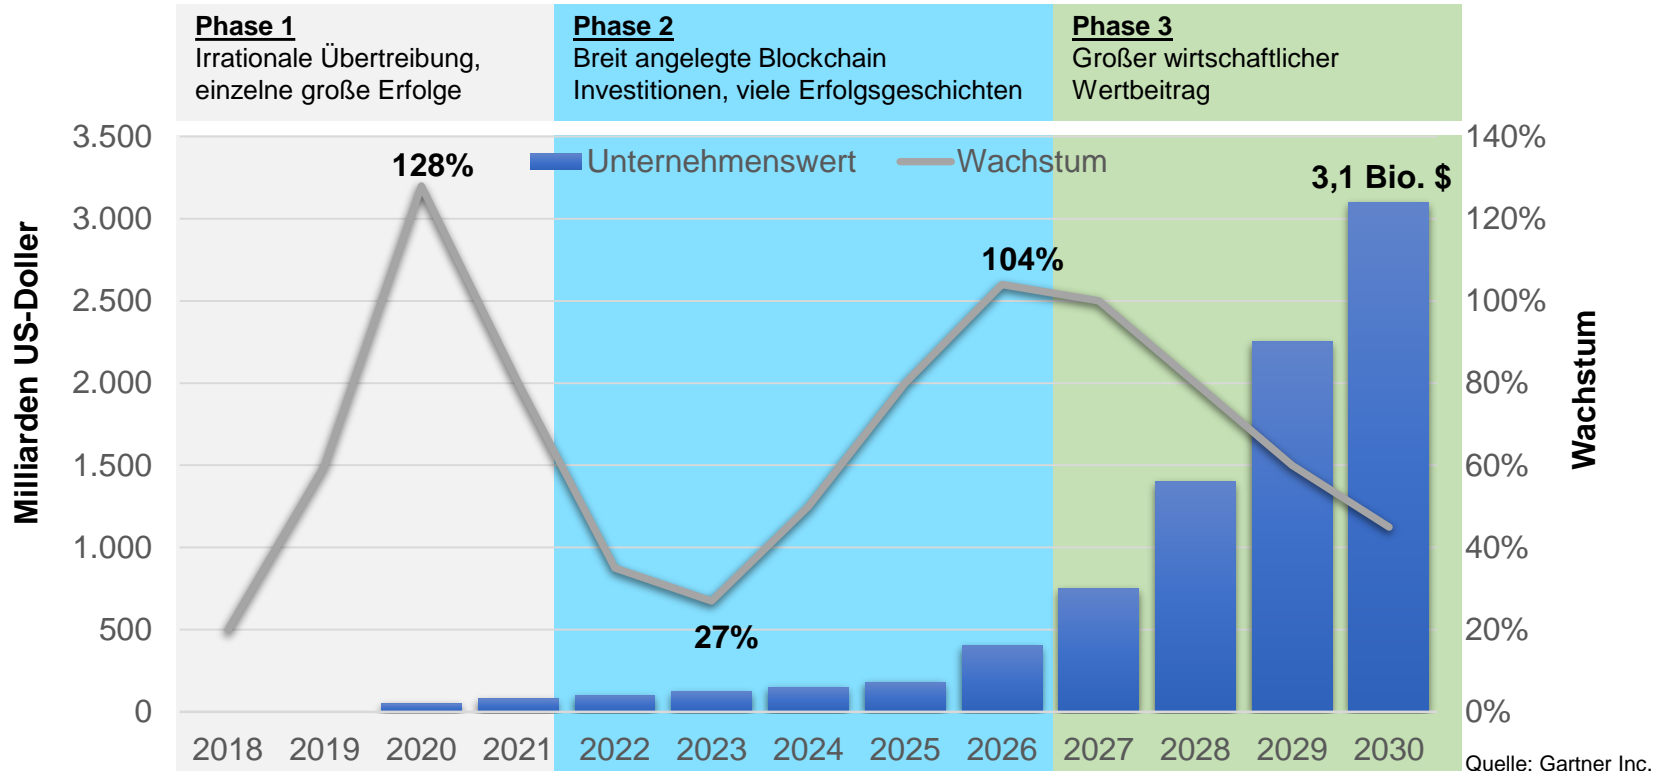 Phase 1
Irrationale Übertreibung,
einzelne große Erfolge
Phase 2
Breit angelegte Blockchain
Investitionen, viele Erfolgsgeschichten
Phase 3
Großer wirtschaftlicher
Wertbeitrag
Milliarden US-Doller
3.500
3.000
2.500
2.000
1.500
1.000
500
0
Unternehmenswert
Wachstum
128%
27%
104%
3,1 Bio. $
140%
120%
100%
80%
60%
40%
20%
0%
Wachstum
2018 2019 2020 2021 2022 2023 2024 2025 2026 2027 2028 2029 2030
Quelle: Gartner Inc.